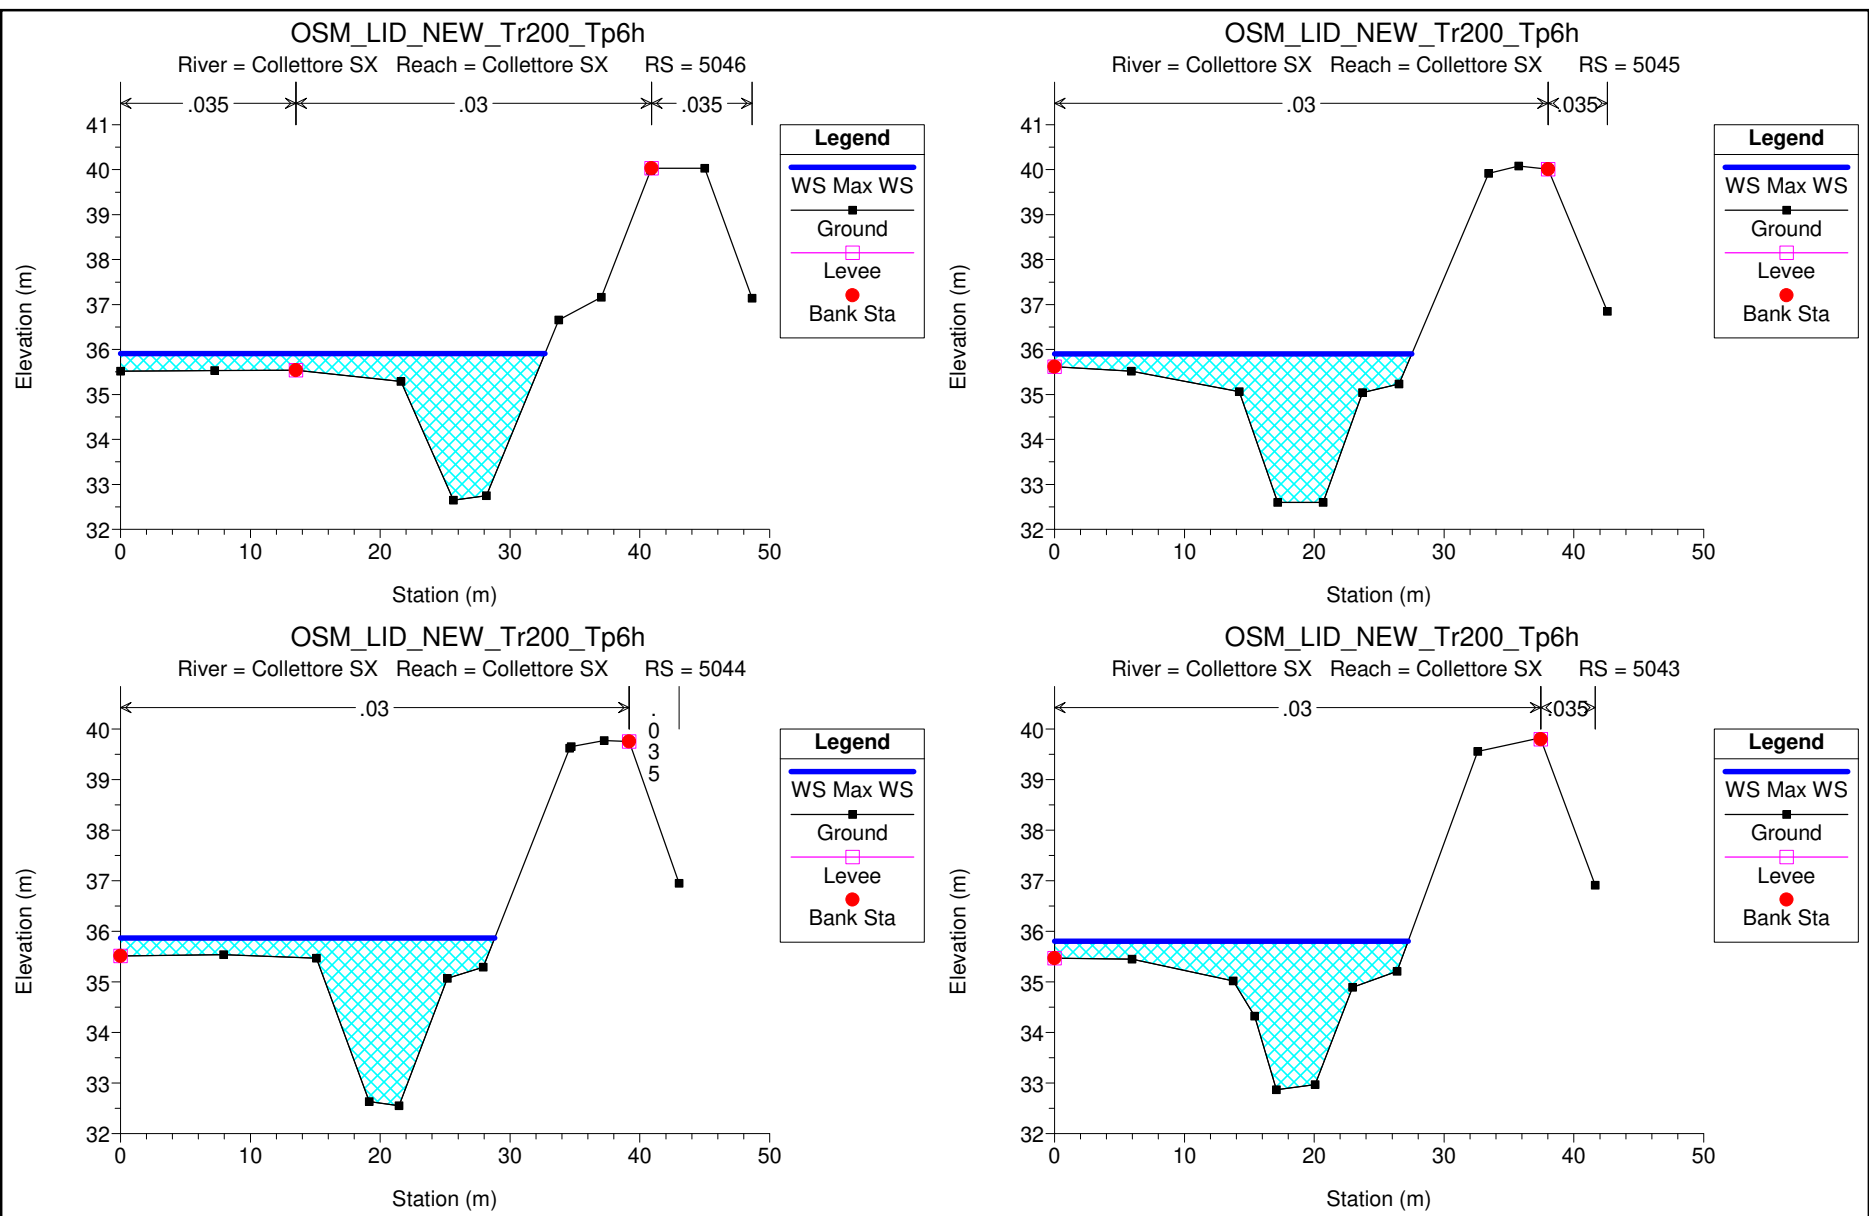 OSM_LID_NEW_Tr200_Tp6h
River = Collettore SX Reach = Collettore SX RS = 5046
.035
.03
.035
41
40
39
38
37
36
35
34
33
32
Elevation (m)
0 10 20 30 40 50
Station (m)
Legend
WS Max WS
Ground
Levee
Bank Sta
OSM_LID_NEW_Tr200_Tp6h
River = Collettore SX Reach = Collettore SX RS = 5045
.03
.035
41
40
39
38
37
36
35
34
33
32
Elevation (m)
0 10 20 30 40 50
Station (m)
Legend
WS Max WS
Ground
Levee
Bank Sta
OSM_LID_NEW_Tr200_Tp6h
River = Collettore SX Reach = Collettore SX RS = 5044
.03
.035
40
39
38
37
36
35
34
33
32
Elevation (m)
0 10 20 30 40 50
Station (m)
Legend
WS Max WS
Ground
Levee
Bank Sta
OSM_LID_NEW_Tr200_Tp6h
River = Collettore SX Reach = Collettore SX RS = 5043
.03
.035
40
39
38
37
36
35
34
33
32
Elevation (m)
0 10 20 30 40 50
Station (m)
Legend
WS Max WS
Ground
Levee
Bank Sta